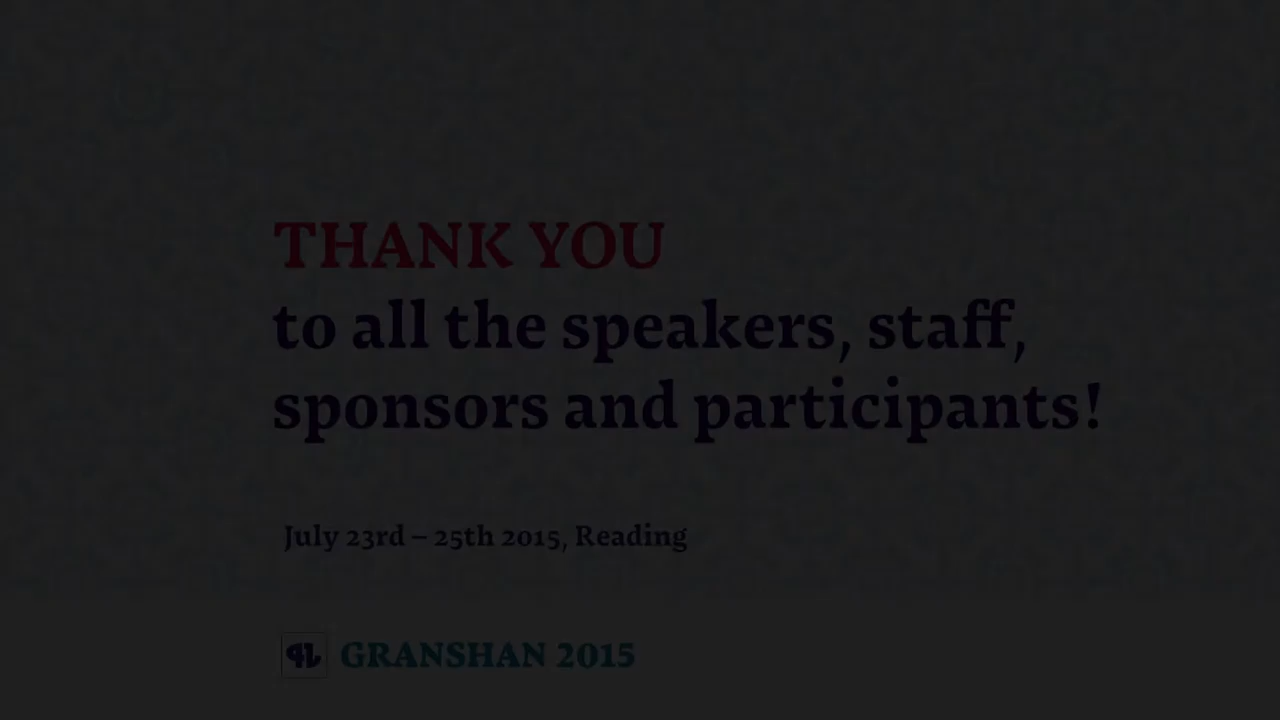 THANK YOU
to all the speakers, staff,
sponsors and participants!
July 23rd – 25th 2015, Reading
GRANSHAN 2015